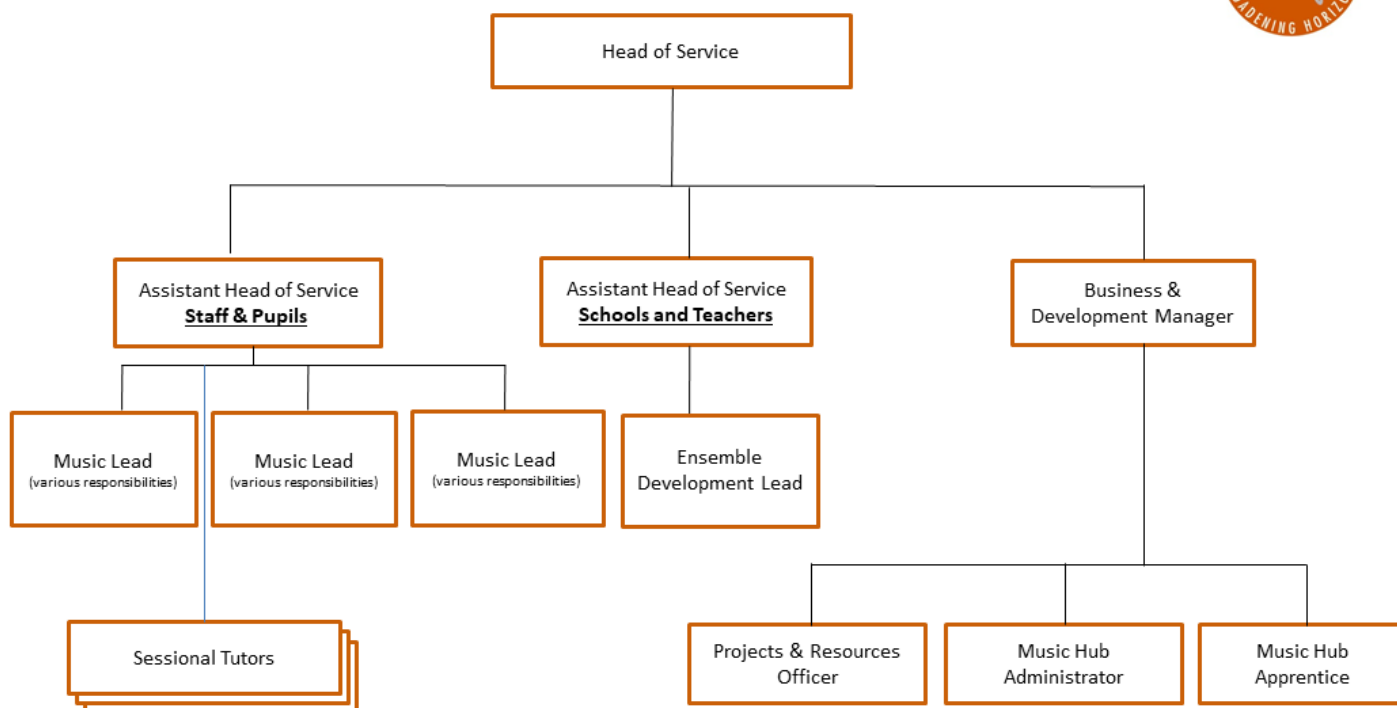 HORIZO
Head of Service
Assistant Head of Service
Staff & Pupils
Assistant Head of Service
Schools and Teachers
Business &
Development Manager
Music Lead
(various responsibilities)
Music Lead
(various responsibilities)
Music Lead
(various responsibilities)
Ensemble
Development Lead
Sessional Tutors
Projects & Resources
Officer
Music Hub
Administrator
Music Hub
Apprentice